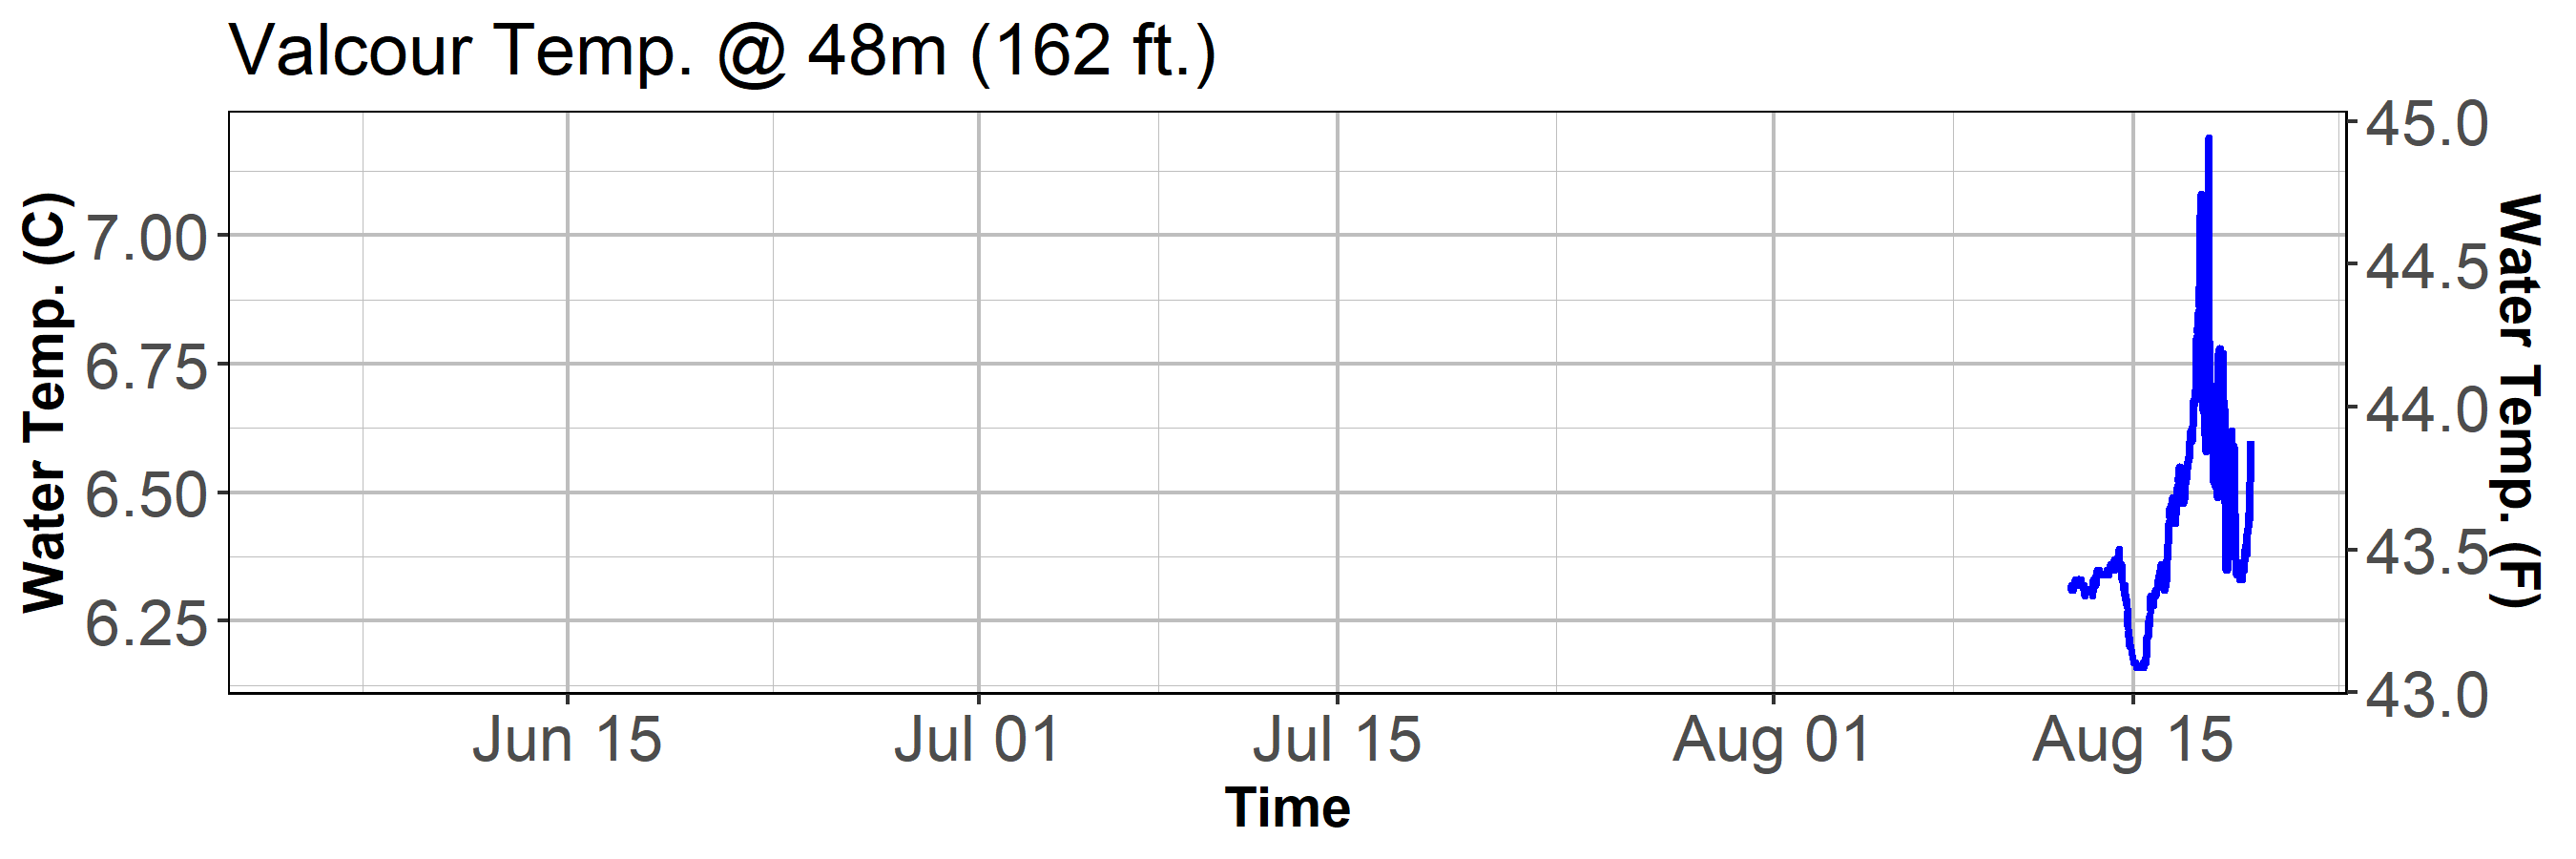 Valcour Temp. @ 48m (162 ft.)
Water Temp. (C)
7.00
6.75
6.50
6.25
45.0
44.5
44.0
43.5
43.0
Water Temp. (F)
Jun 15 Jul 01 Jul 15 Aug 01 Aug 15
Time